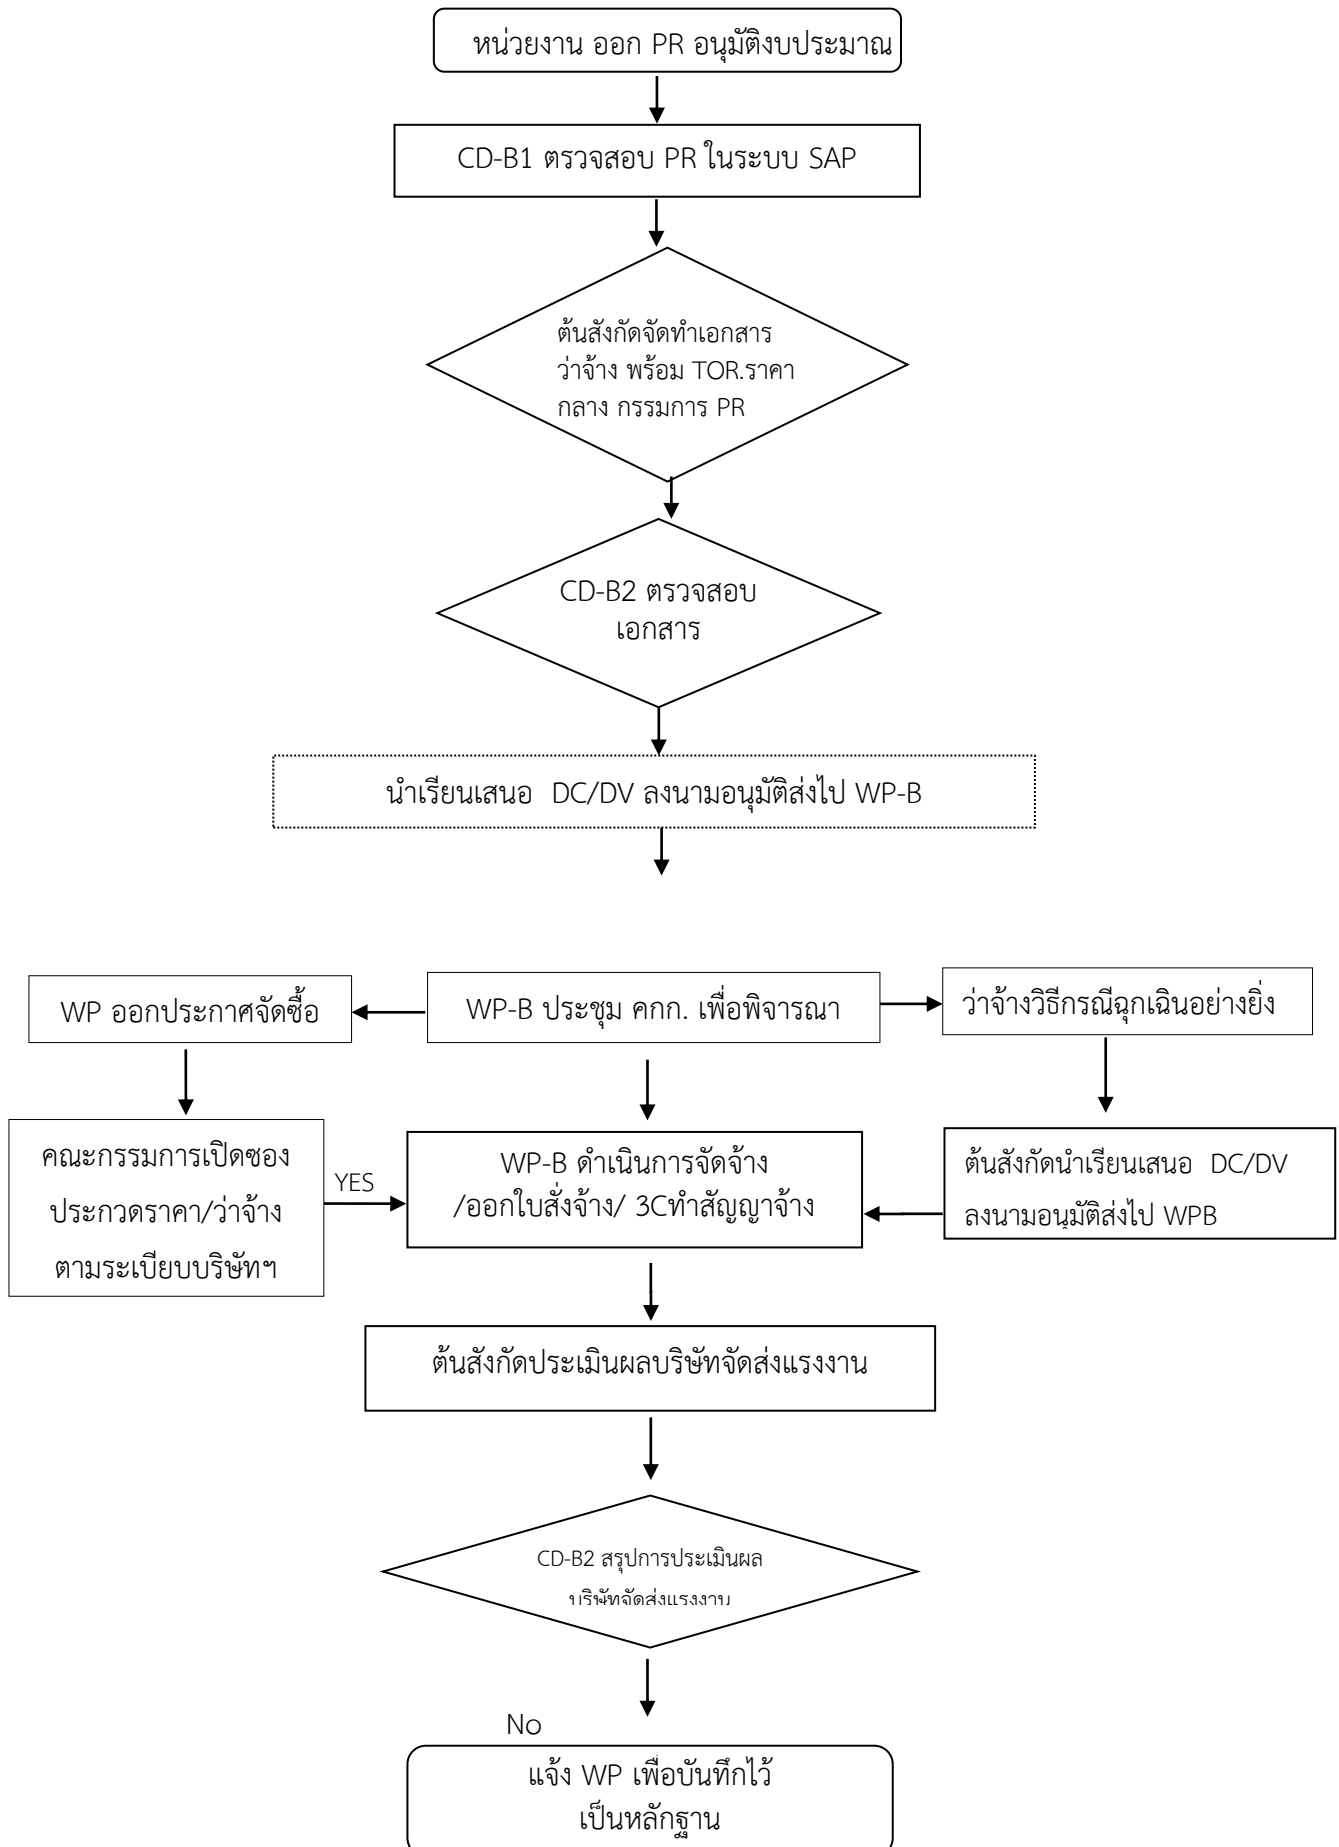 หน่วยงาน ออก PR อนุมัติงบประมาณ
CD-B1 ตรวจสอบ PR ในระบบ SAP
ต้นสังกัดจัดทำเอกสาร
ว่าจ้าง พร้อม TOR.ราคา
กลาง กรรมการ PR
CD-B2 ตรวจสอบ
เอกสาร
นำเรียนเสนอ DC/DV ลงนามอนุมัติส่งไป WP-B
WP ออกประกาศจัดซื้อ
WP-B ประชุม คกก. เพื่อพิจารณา
ว่าจ้างวิธีกรณีฉุกเฉินอย่างยิ่ง
คณะกรรมการเปิดซอง
ประกวดราคา/ว่าจ้าง
ตามระเบียบบริษัทฯ
YES
WP-B ดำเนินการจัดจ้าง
/ออกใบสั่งจ้าง/ 3Cทำสัญญาจ้าง
ต้นสังกัดนำเรียนเสนอ DC/DV
ลงนามอนุมัติส่งไป WPB
ต้นสังกัดประเมินผลบริษัทจัดส่งแรงงาน
CD-B2 สรุปการประเมินผล
บริษัทจัดส่งแรงงาน
No
แจ้ง WP เพื่อบันทึกไว้
เป็นหลักฐาน